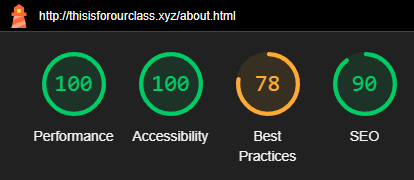 http://thisisforourclass.xyz/about.html
100 100 78 90
Performance Accessibility Best Practices SEO